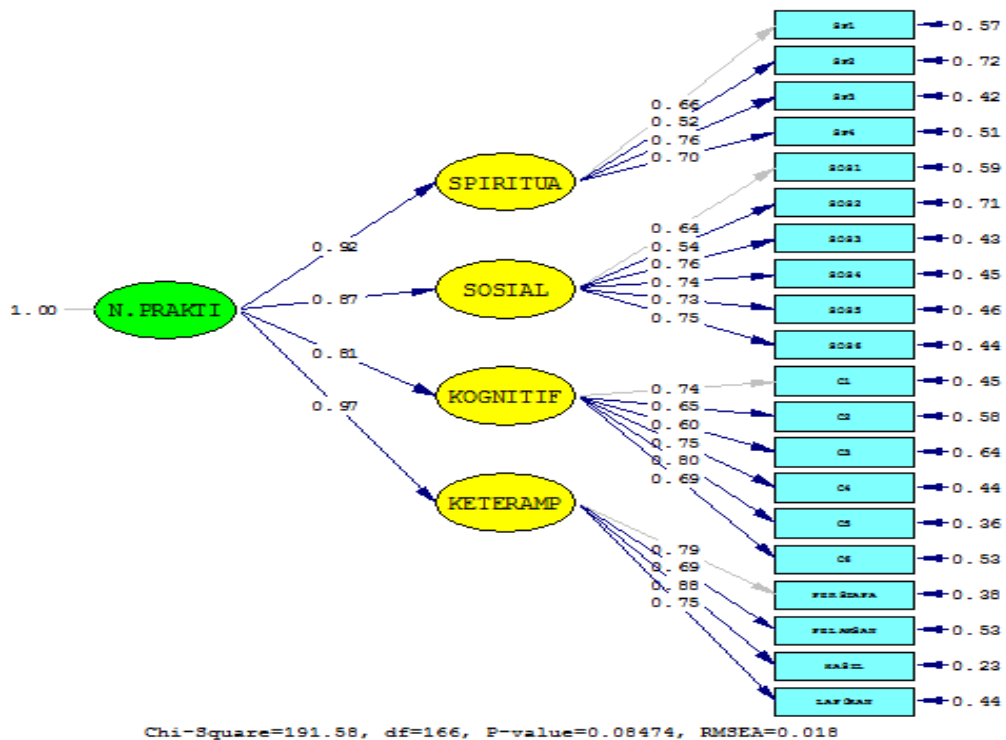 1.00
N.PRAKTI
0.92
0.87
0.81
0.97
SPIRITUA
SOSIAL
KOGNITIF
KETERAMP
0.66
0.52
0.76
0.70
0.64
0.54
0.76
0.74
0.73
0.75
0.74
0.65
0.60
0.75
0.80
0.69
0.79
0.69
0.88
0.75
0.57
0.72
0.42
0.51
SOS1 0.59
SOS2 0.71
SOS3 0.43
SOS4 0.45
SOS5 0.46
SOS6 0.44
C1 0.45
C2 0.58
C3 0.64
C4 0.44
C5 0.36
C6 0.53
PERSIAPA 0.38
PELAKSAN 0.53
HASIL 0.23
LAPORAN 0.44
Chi-Square=191.58, df=166, P-value=0.08474, RMSEA=0.018